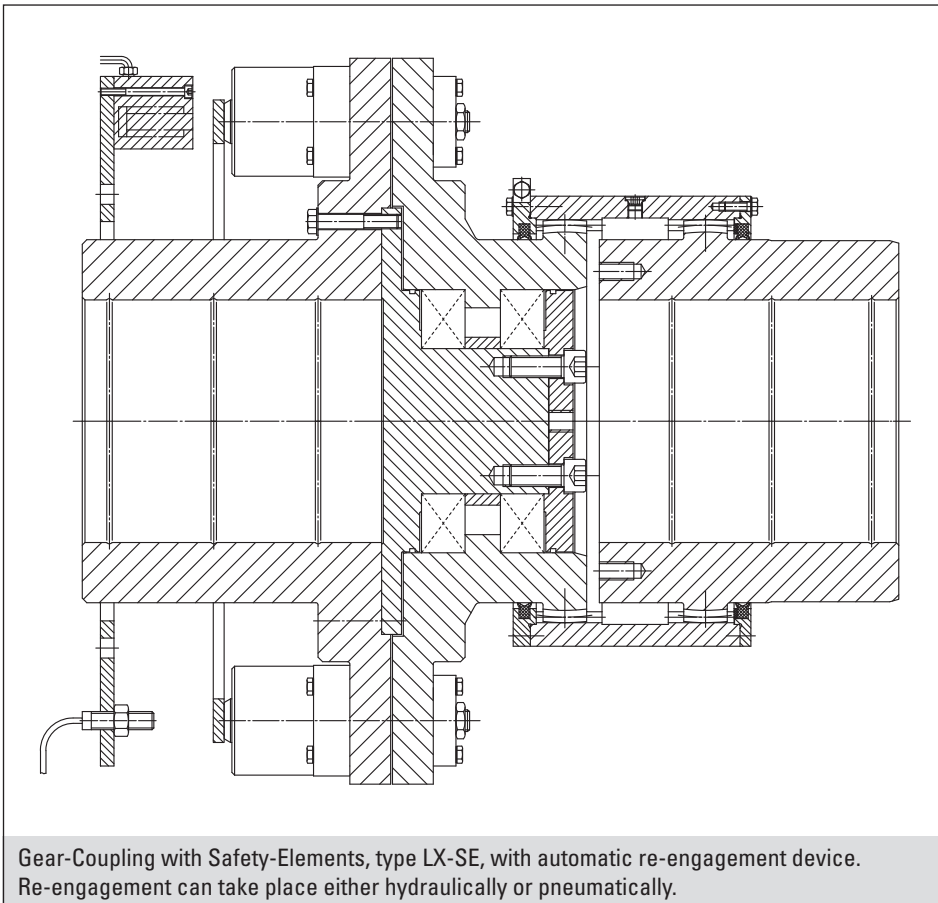 Gear-Coupling with Safety-Elements, type LX-SE, with automatic re-engagement device.
Re-engagement can take place either hydraulically or pneumatically.